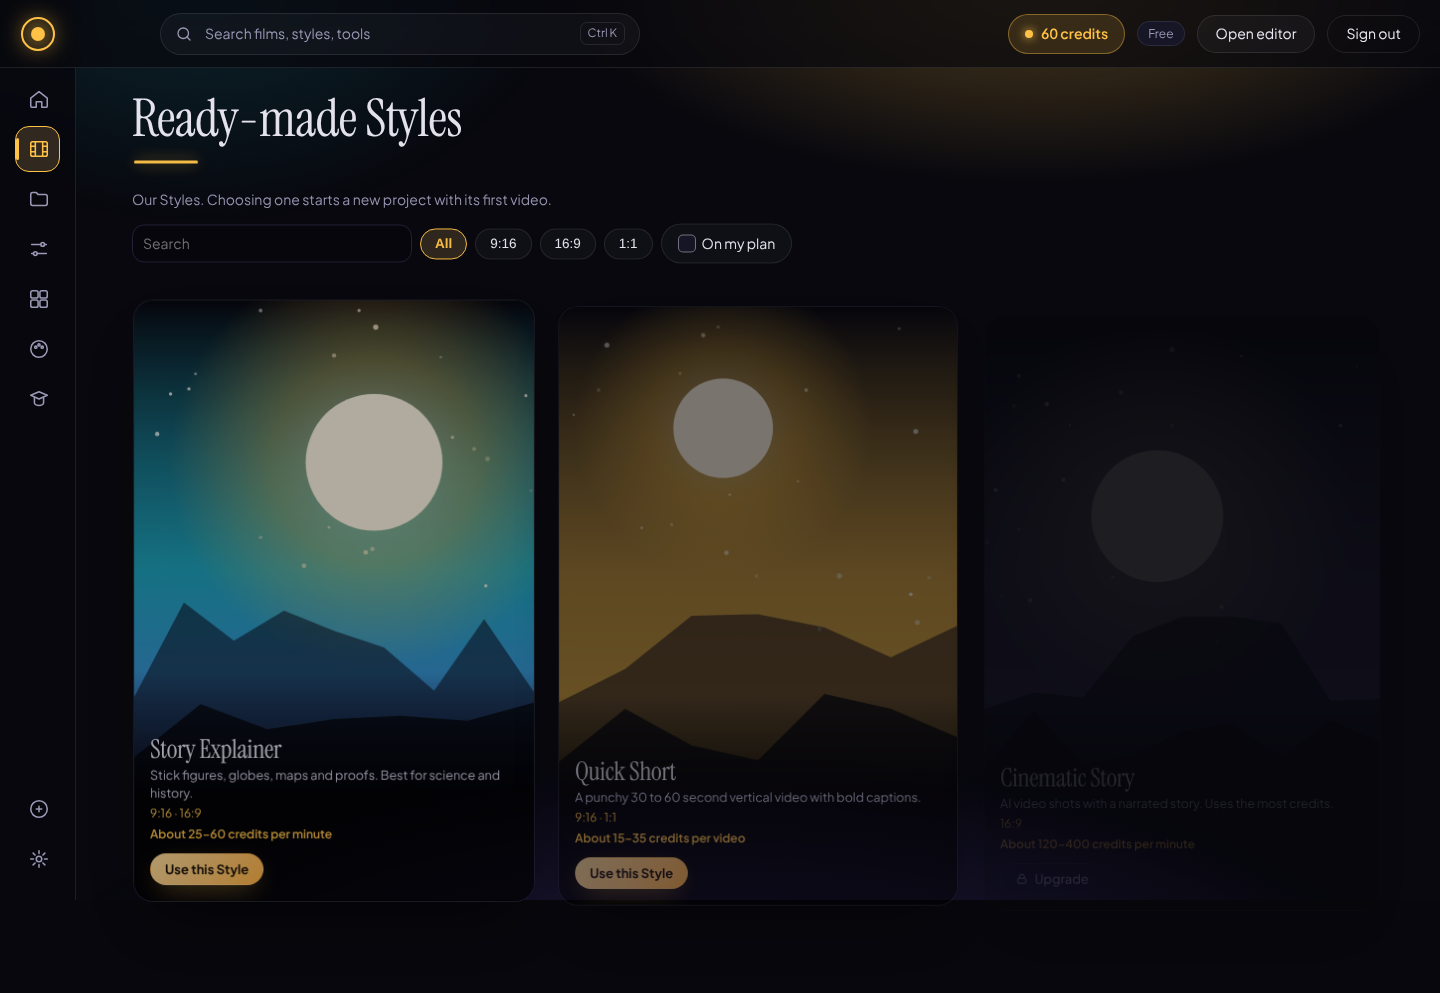 Search films, styles, tools
Ctrl K
60 credits
Free
Open editor
Sign out
Ready-made Styles
Our Styles. Choosing one starts a new project with its first video.
Search
All
9:16
16:9
1:1
On my plan
Story Explainer
Stick figures, globes, maps and proofs. Best for science and
history.
9:16 · 16:9
About 25–60 credits per minute
Use this Style
Quick Short
A punchy 30 to 60 second vertical video with bold captions.
9:16 · 1:1
About 15–35 credits per video
Use this Style
Cinematic Story
AI video shots with a narrated story. Uses the most credits.
16:9
About 120–400 credits per minute
Upgrade